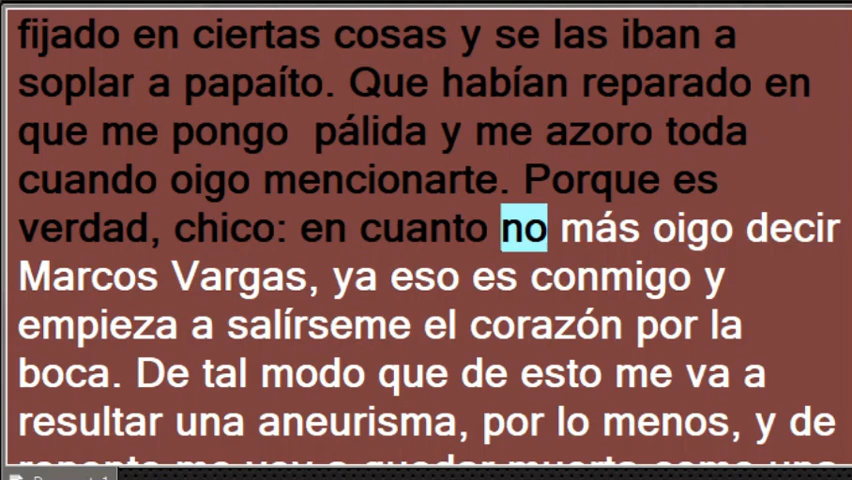 fijado en ciertas cosas y se las iban a
soplar a papaíto. Que habían reparado en
que me pongo  pálida y me azoro toda
cuando oigo mencionarte. Porque es
verdad, chico: en cuanto no más oigo decir
Marcos Vargas, ya eso es conmigo y
empieza a salírseme el corazón por la
boca. De tal modo que de esto me va a
resultar una aneurisma, por lo menos, y de